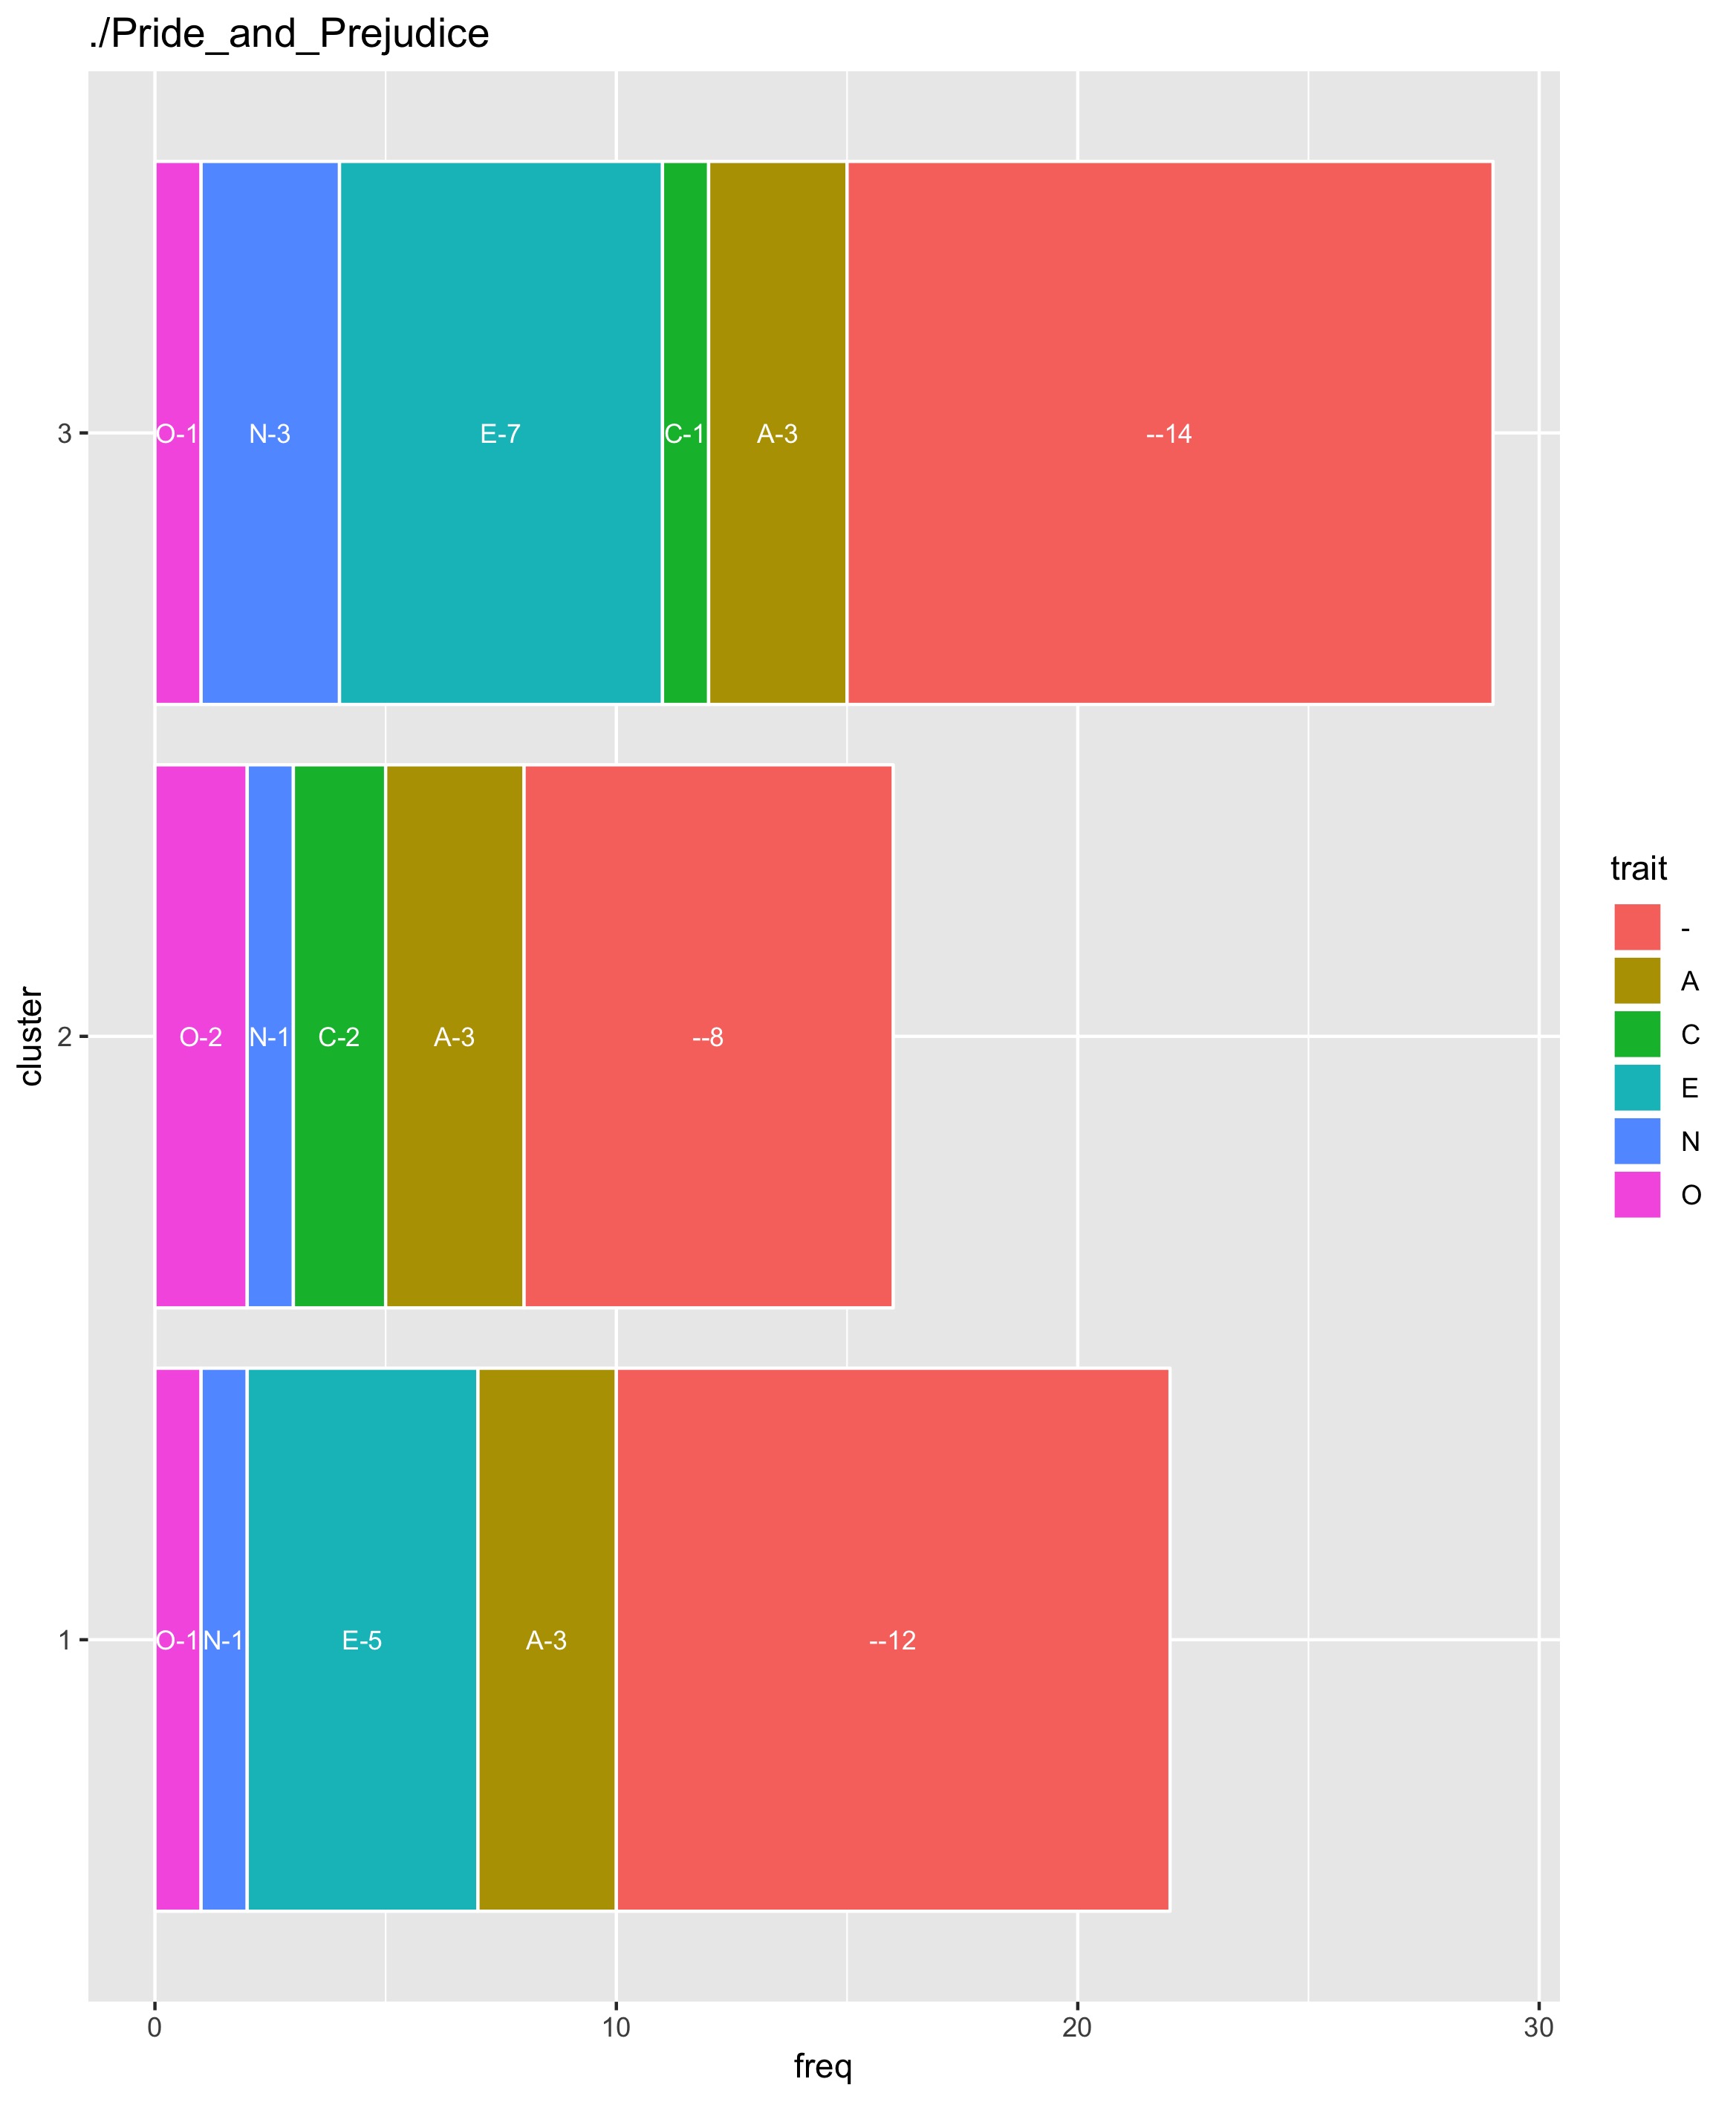 ./Pride_and_Prejudice
3
O-1 N-3 E-7 C-1 A-3 --14
2
O-2 N-1 C-2 A-3 --8
1
O-1 N-1 E-5 A-3 --12
cluster
0 10 20 30
freq
trait
-
A
C
E
N
O